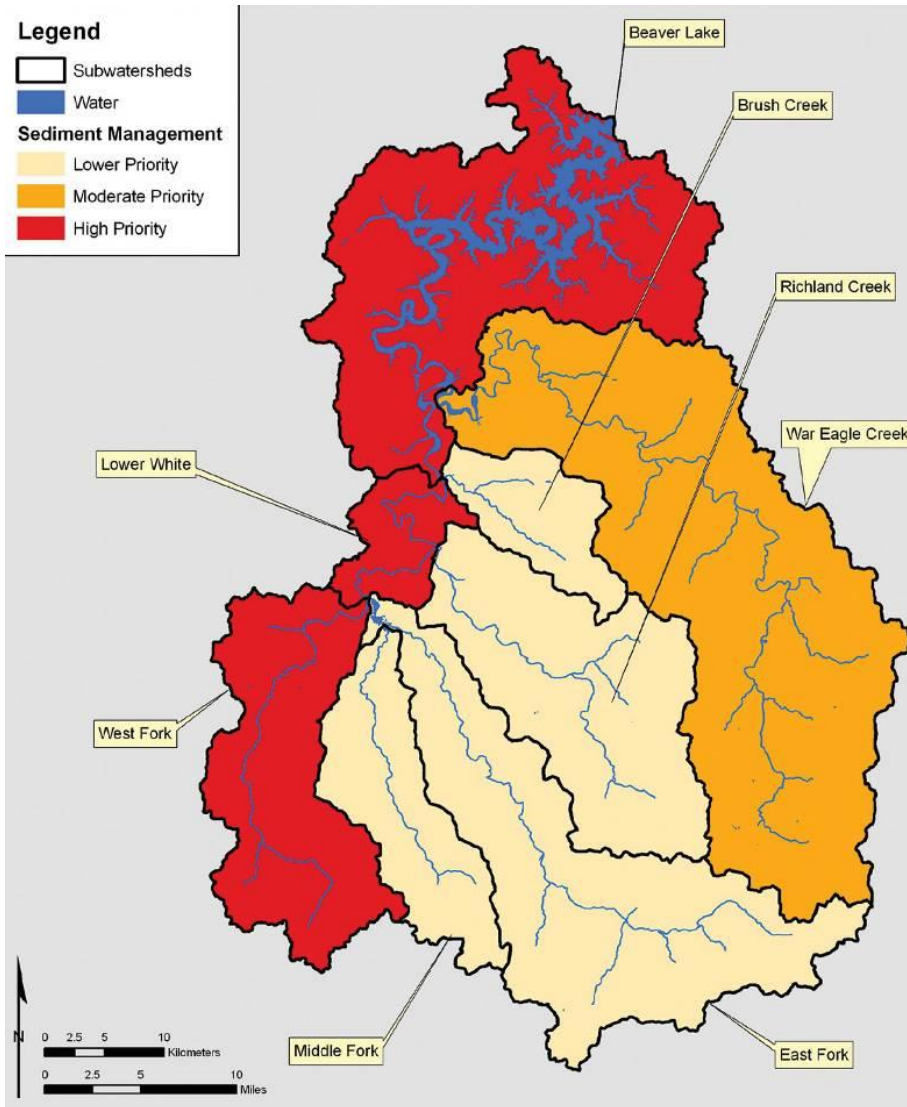 Legend
Subwatersheds
Water
Sediment Management
Lower Priority
Moderate Priority
High Priority
Beaver Lake
Brush Creek
Richland Creek
War Eagle Creek
Lower White
West Fork
Middle Fork
East Fork
N
0 2.5 5 10
Kilometers
0 2.5 5 10
Miles